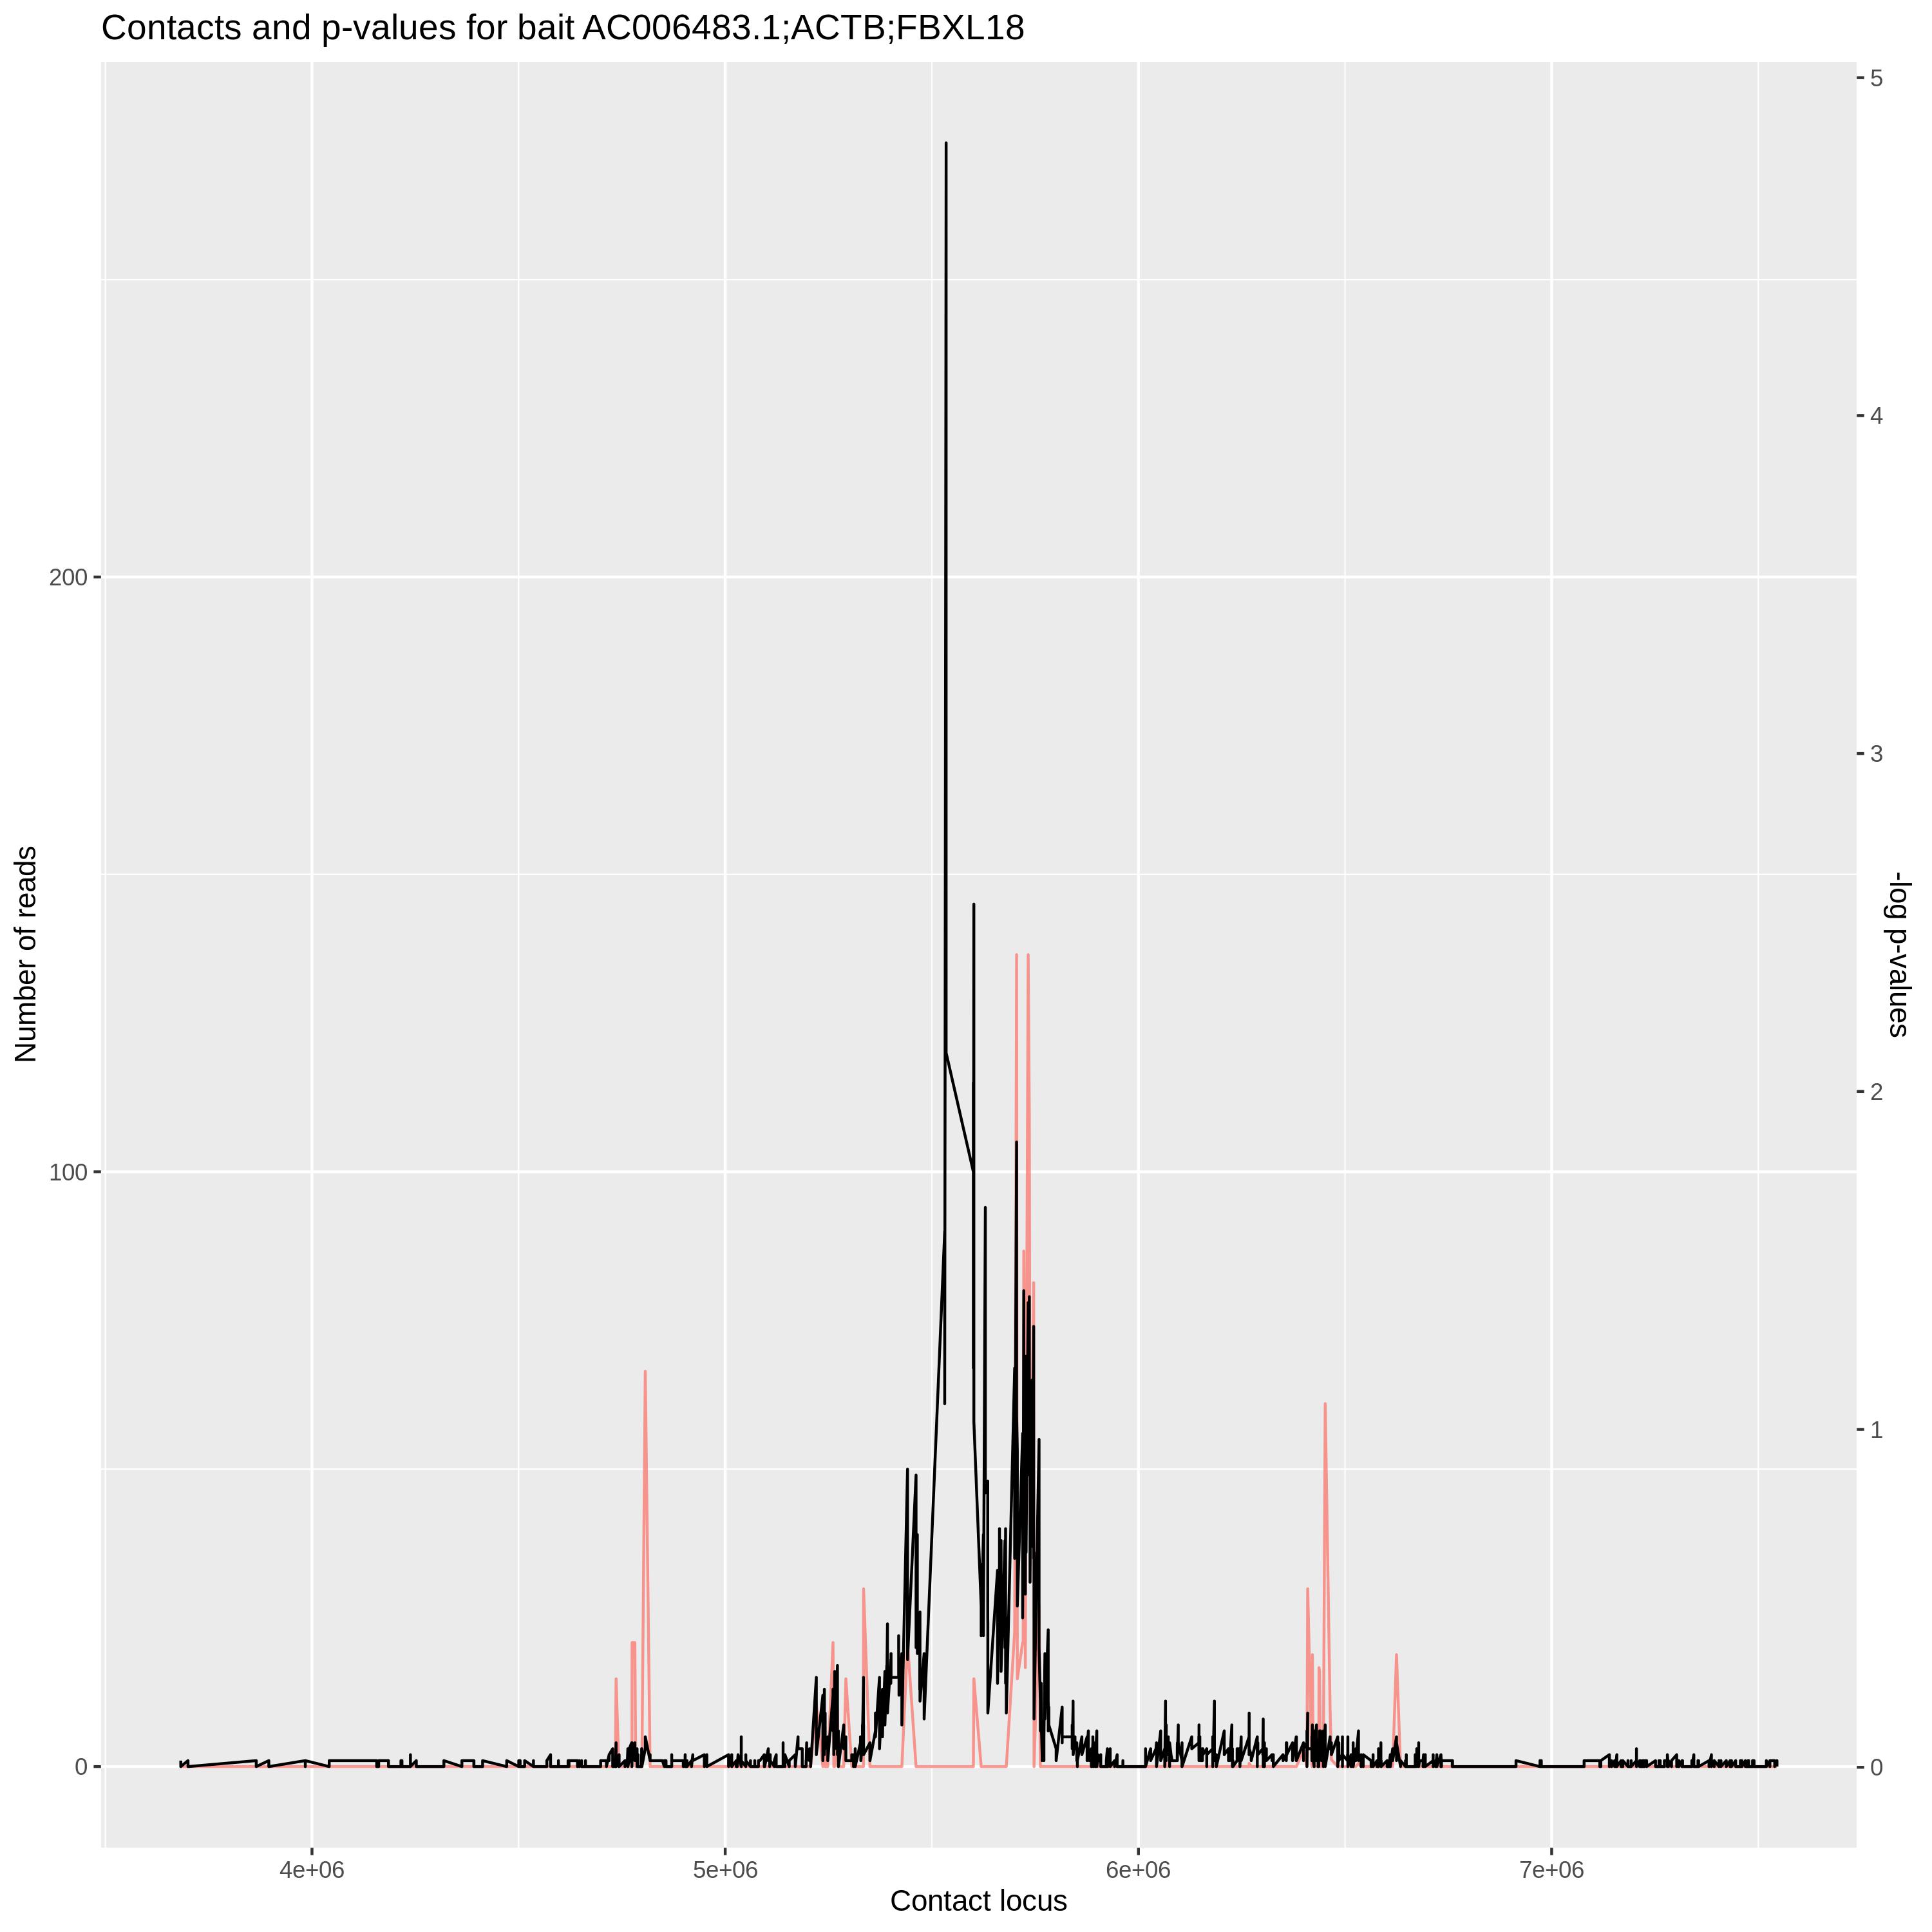 Contacts and p-values for bait AC006483.1;ACTB;FBXL18
5
4
200
3
Number of reads
-log p-values
2
100
1
0
0
4e+06
5e+06
6e+06
7e+06
Contact locus